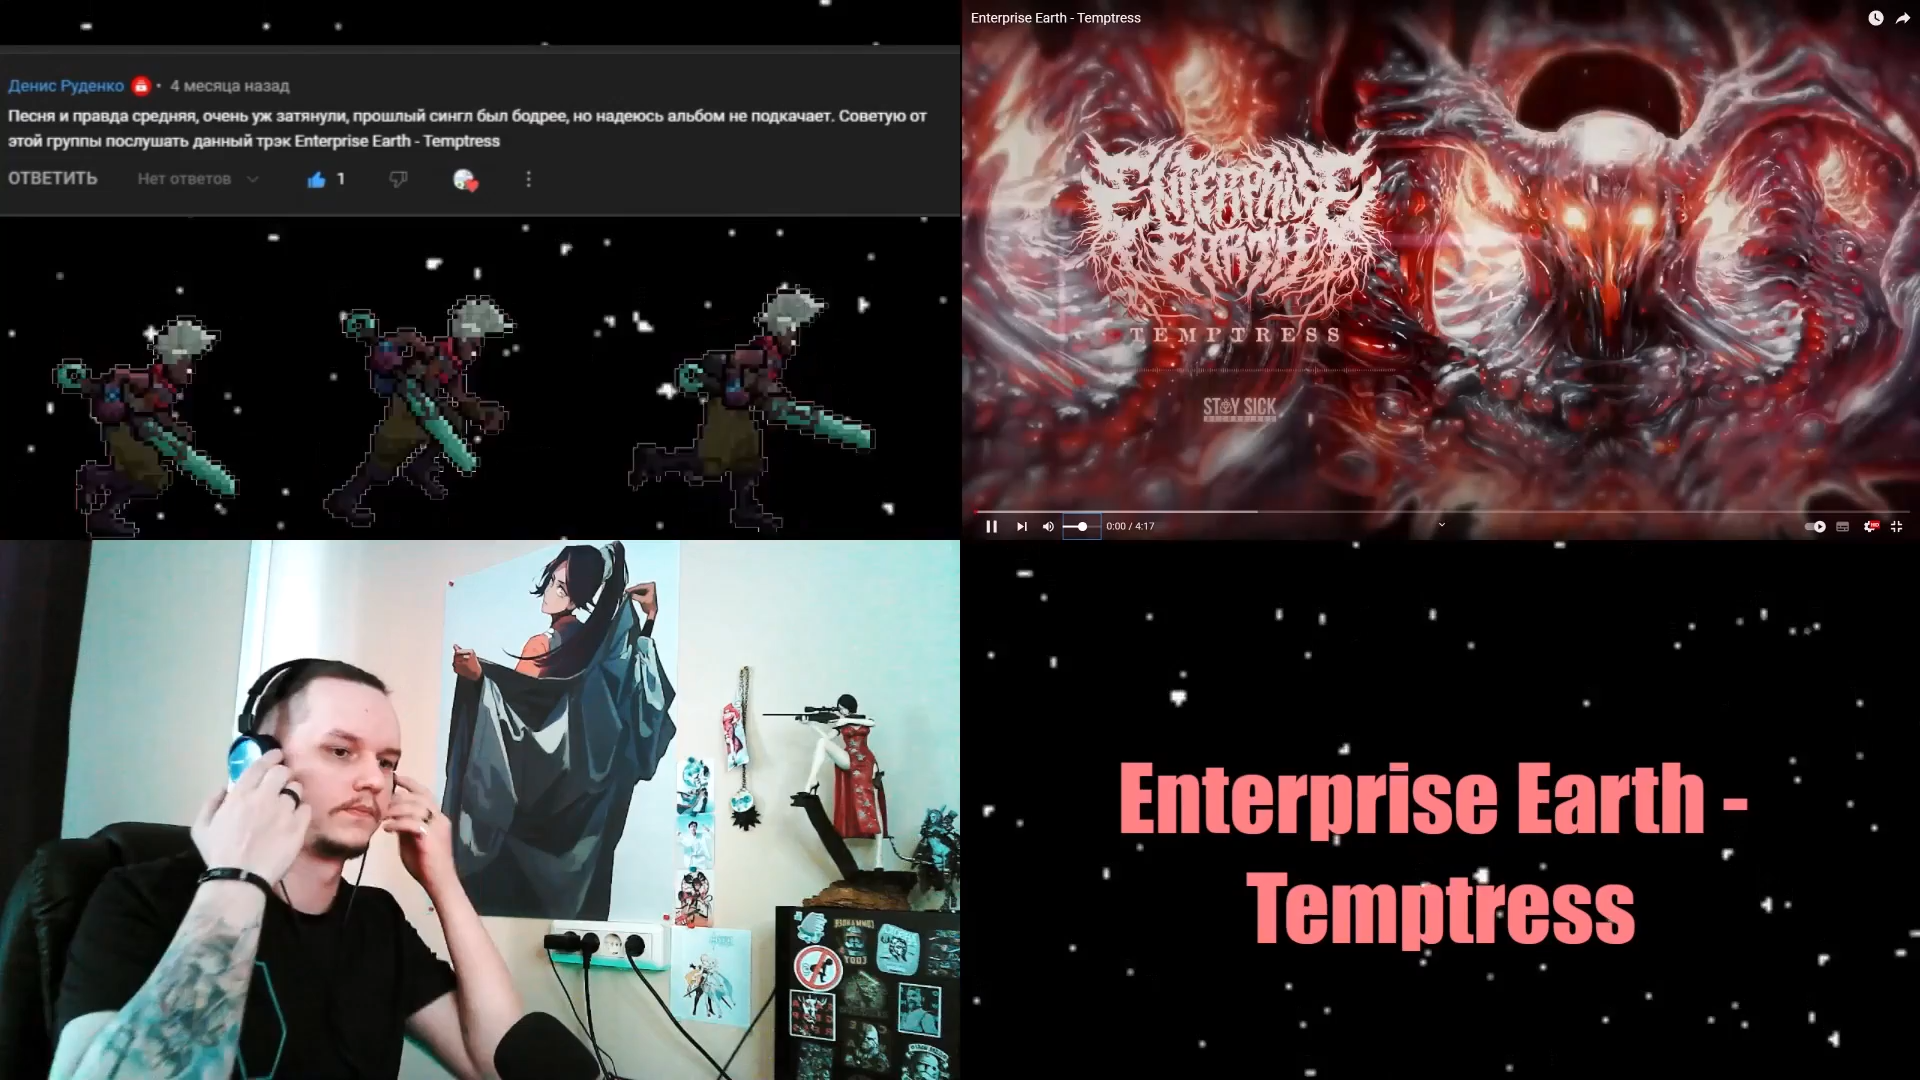 Денис Руденко • 4 месяца назад
Песня и правда средняя, очень уж затянули, прошлый сингл был бодрее, но надеюсь альбом не подкачает. Советую от
этой группы послушать данный трэк Enterprise Earth - Temptress
ОТВЕТИТЬ Нет ответов 1
Enterprise Earth - Temptress
ENTERPRISE
EARTH
TEMPTRESS
STAY SICK
0:00 / 4:17
Enterprise Earth -
Temptress